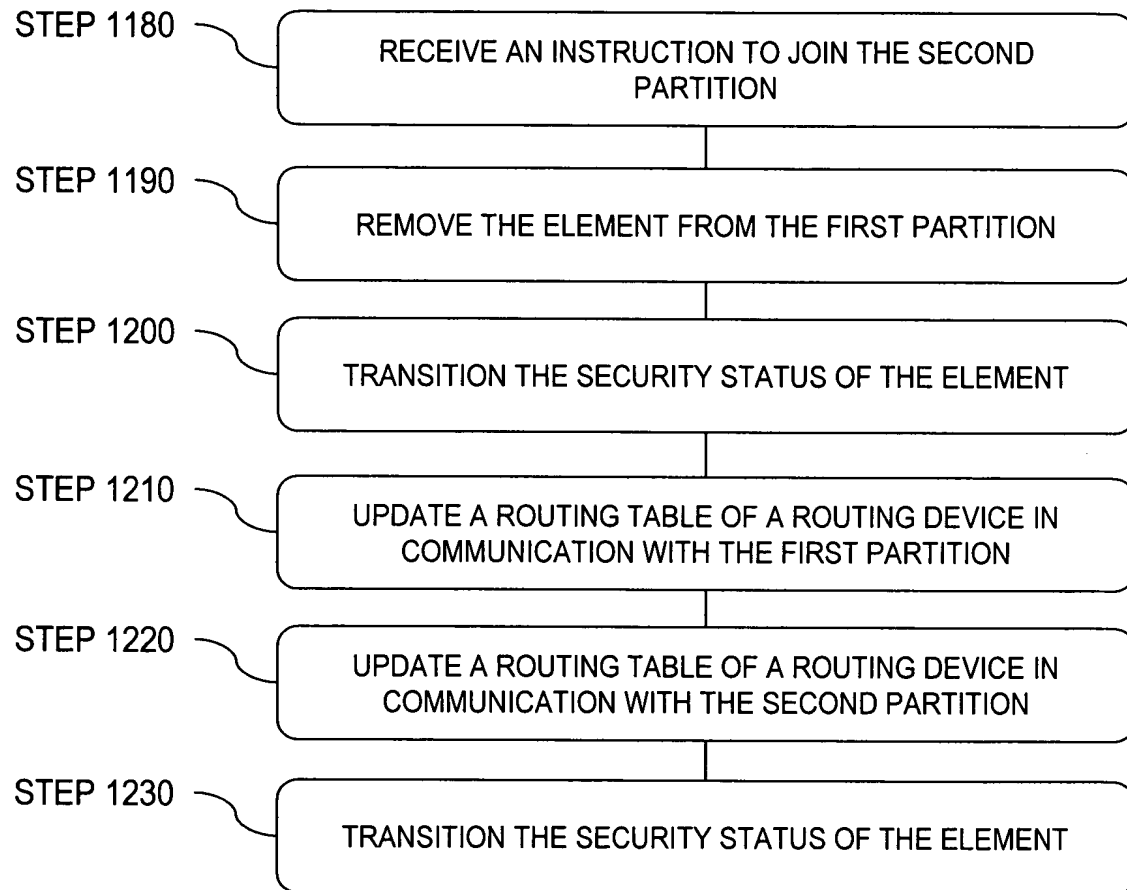 STEP 1180
RECEIVE AN INSTRUCTION TO JOIN THE SECOND
PARTITION
STEP 1190
REMOVE THE ELEMENT FROM THE FIRST PARTITION
STEP 1200
TRANSITION THE SECURITY STATUS OF THE ELEMENT
STEP 1210
UPDATE A ROUTING TABLE OF A ROUTING DEVICE IN
COMMUNICATION WITH THE FIRST PARTITION
STEP 1220
UPDATE A ROUTING TABLE OF A ROUTING DEVICE IN
COMMUNICATION WITH THE SECOND PARTITION
STEP 1230
TRANSITION THE SECURITY STATUS OF THE ELEMENT